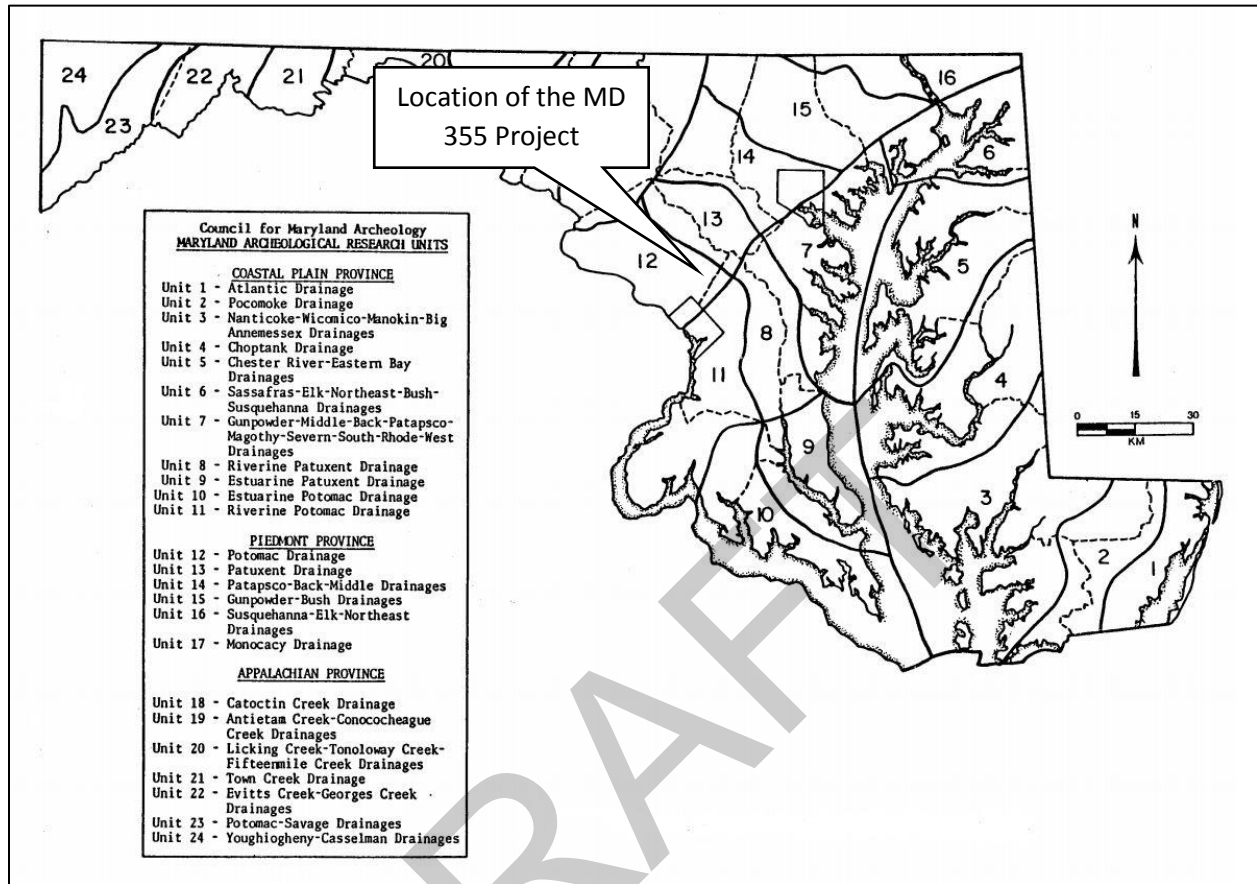 24
23
22
21
20
Location of the MD
355 Project
16
15
14
6
13
12
7
5
8
11
4
9
10
3
2
1
N
0 15 30
KM
Council for Maryland Archeology
MARYLAND ARCHEOLOGICAL RESEARCH UNITS
COASTAL PLAIN PROVINCE
Unit 1 - Atlantic Drainage
Unit 2 - Pocomoke Drainage
Unit 3 - Nanticoke-Wicomico-Manokin-Big
Annemessex Drainages
Unit 4 - Choptank Drainage
Unit 5 - Chester River-Eastern Bay
Drainages
Unit 6 - Sassafras-Elk-Northeast-Bush-
Susquehanna Drainages
Unit 7 - Gunpowder-Middle-Back-Patapsco-
Magothy-Severn-South-Rhode-West
Drainages
Unit 8 - Riverine Patuxent Drainage
Unit 9 - Estuarine Patuxent Drainage
Unit 10 - Estuarine Potomac Drainage
Unit 11 - Riverine Potomac Drainage
PIEDMONT PROVINCE
Unit 12 - Potomac Drainage
Unit 13 - Patuxent Drainage
Unit 14 - Patapsco-Back-Middle Drainages
Unit 15 - Gunpowder-Bush Drainages
Unit 16 - Susquehanna-Elk-Northeast
Drainages
Unit 17 - Monocacy Drainage
APPALACHIAN PROVINCE
Unit 18 - Catoctin Creek Drainage
Unit 19 - Antietam Creek-Conococheague
Creek Drainages
Unit 20 - Licking Creek-Tonoloway Creek-
Fifteenmile Creek Drainages
Unit 21 - Town Creek Drainage
Unit 22 - Evitts Creek-Georges Creek
Drainages
Unit 23 - Potomac-Savage Drainages
Unit 24 - Youghiogheny-Casselman Drainages
DRAFT